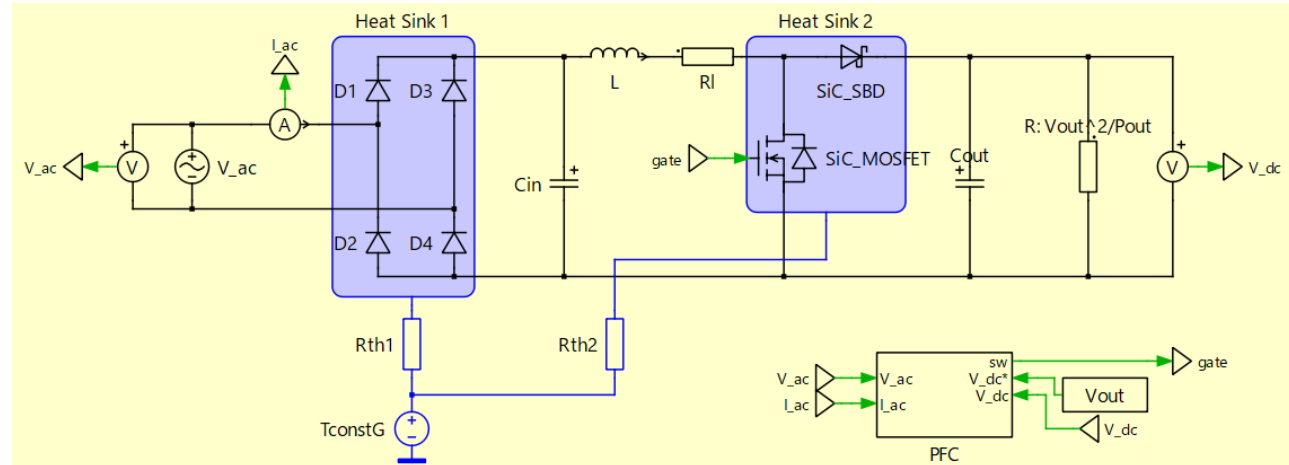 Heat Sink 1
Heat Sink 2
I_ac
D1
D3
L
Rl
SiC_SBD
R: Vout^2/Pout
A
V_ac
V
V_ac
gate
SiC_MOSFET
Cout
V
V_dc
Cin
D2
D4
Rth1
Rth2
sw
gate
V_ac
V_ac
V_dc*
Vout
I_ac
I_ac
V_dc
TconstG
V_dc
PFC